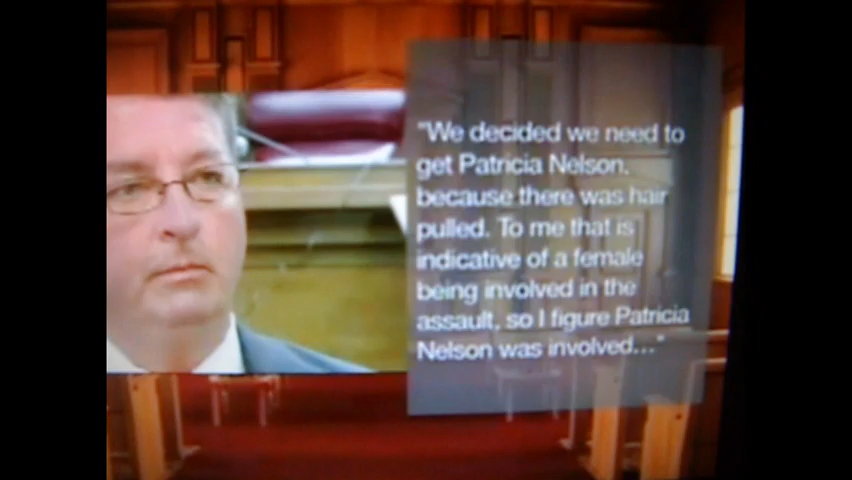 "We decided we need to
get Patricia Nelson,
because there was hair
pulled. To me that is
indicative of a female
being involved in the
assault, so I figure Patricia
Nelson was involved..."